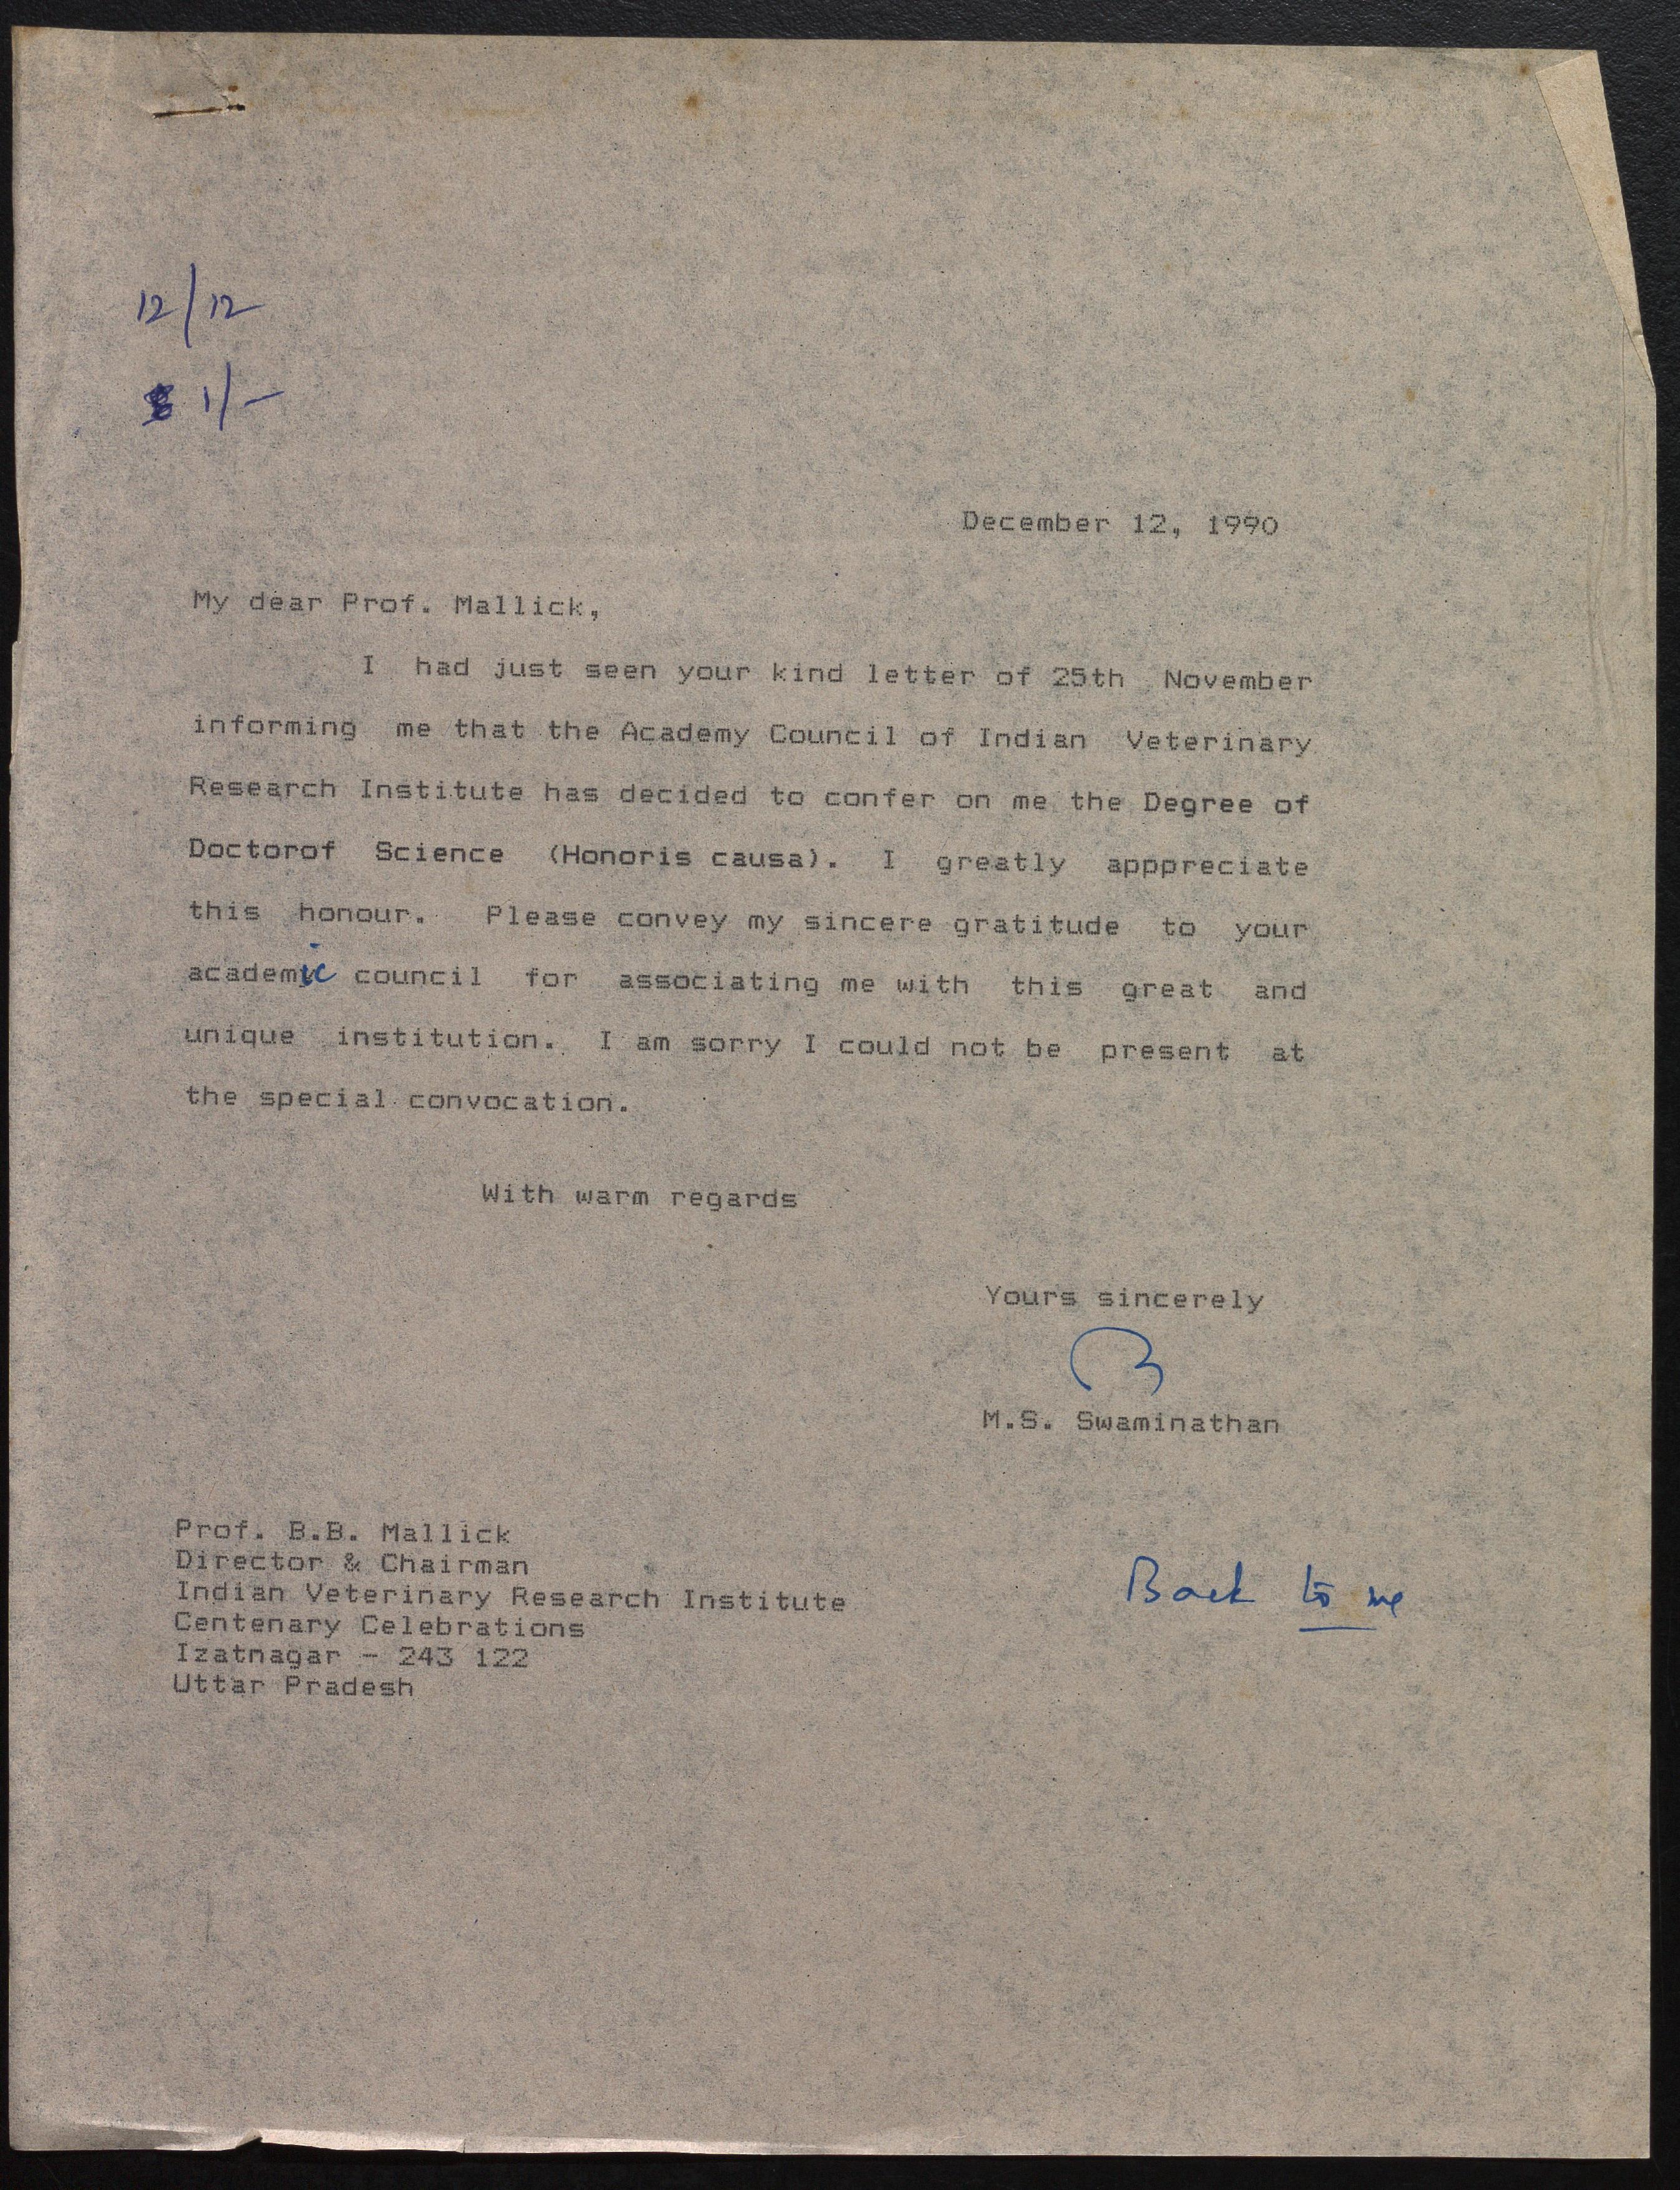 12/12
1/-
December 12, 1990
My dear Prof. Mallick,
I had just seen your kind letter of 25th November
informing me that the Academy Council of Indian Veterinary
Research Institute has decided to confer on me the Degree of
Doctorof Science (Honoris causa). I greatly apppreciate
this honour. Please convey my sincere gratitude to your
academic council for associating me with this great and
unique institution. I am sorry I could not be present at
the special convocation.
With warm regards
Yours sincerely
M.S. Swaminathan
Prof. B.B. Mallick
Director & Chairman
Indian Veterinary Research Institute
Centenary Celebrations
Izatnagar - 243 122
Uttar Pradesh
Back to me